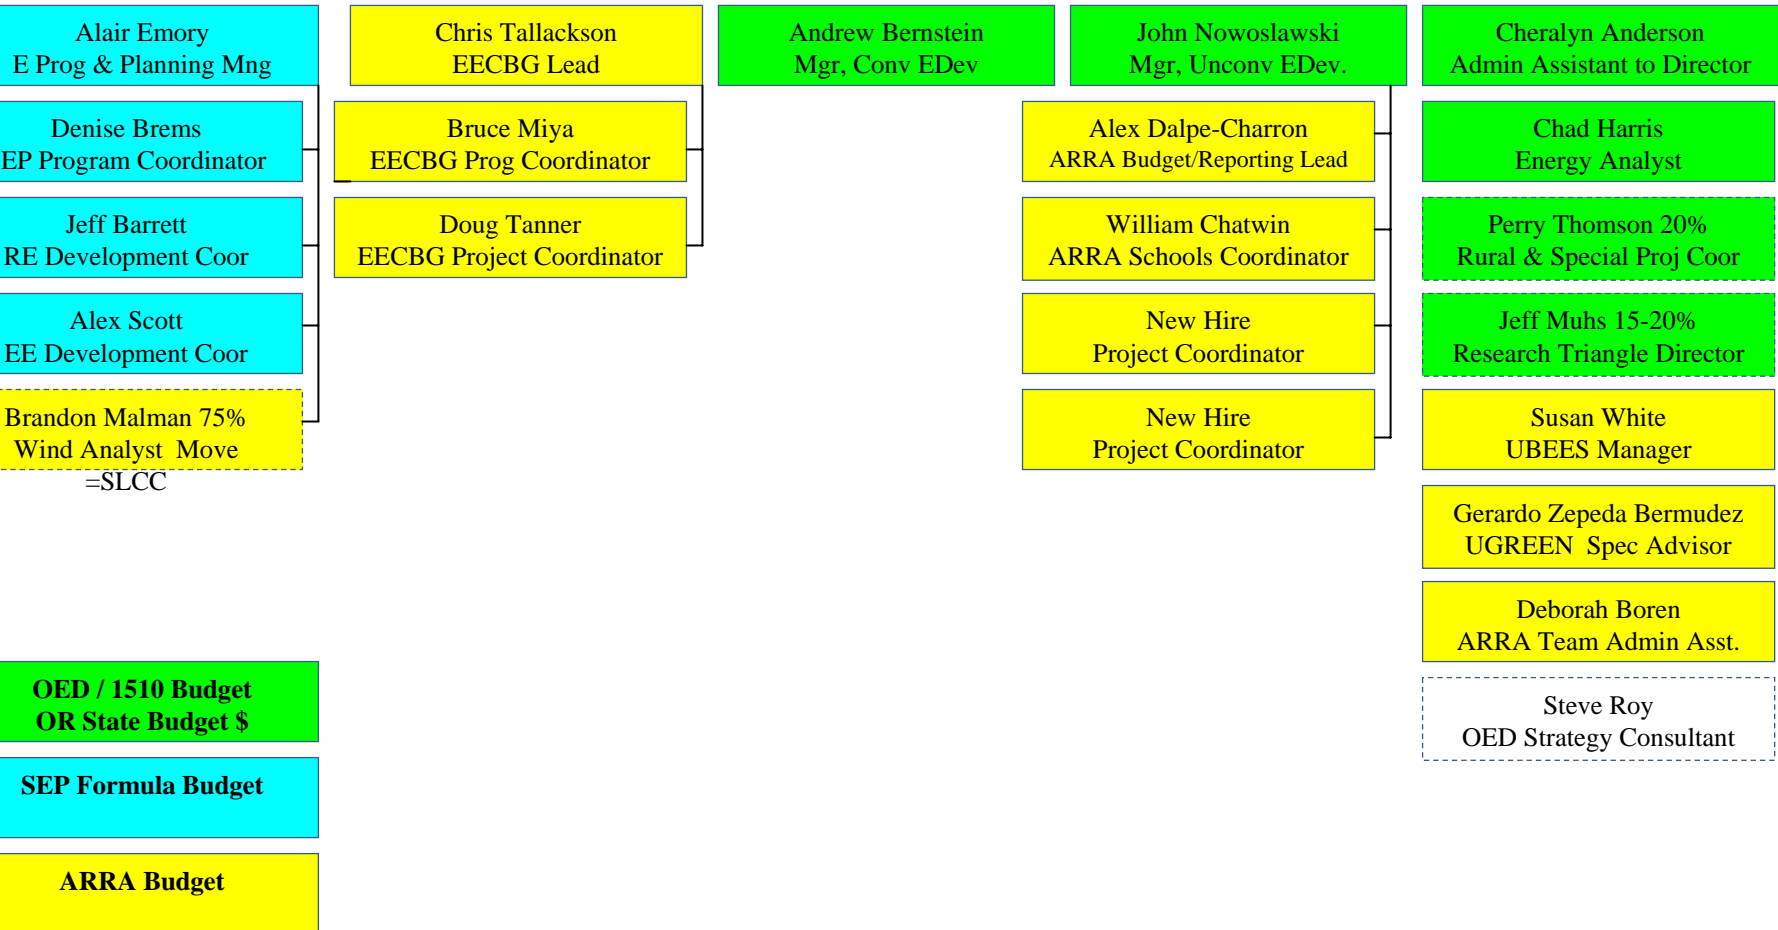 Alair Emory
E Prog & Planning Mng
Denise Brems
EP Program Coordinator
Jeff Barrett
RE Development Coor
Alex Scott
EE Development Coor
Brandon Malman 75%
Wind Analyst Move
=SLCC
Chris Tallackson
EECBG Lead
Bruce Miya
EECBG Prog Coordinator
Doug Tanner
EECBG Project Coordinator
Andrew Bernstein
Mgr, Conv EDev
John Nowoslawski
Mgr, Unconv EDev.
Alex Dalpe-Charron
ARRA Budget/Reporting Lead
William Chatwin
ARRA Schools Coordinator
New Hire
Project Coordinator
New Hire
Project Coordinator
Cheralyn Anderson
Admin Assistant to Director
Chad Harris
Energy Analyst
Perry Thomson 20%
Rural & Special Proj Coor
Jeff Muhs 15-20%
Research Triangle Director
Susan White
UBEES Manager
Gerardo Zepeda Bermudez
UGREEN Spec Advisor
Deborah Boren
ARRA Team Admin Asst.
Steve Roy
OED Strategy Consultant
OED / 1510 Budget
OR State Budget $
SEP Formula Budget
ARRA Budget